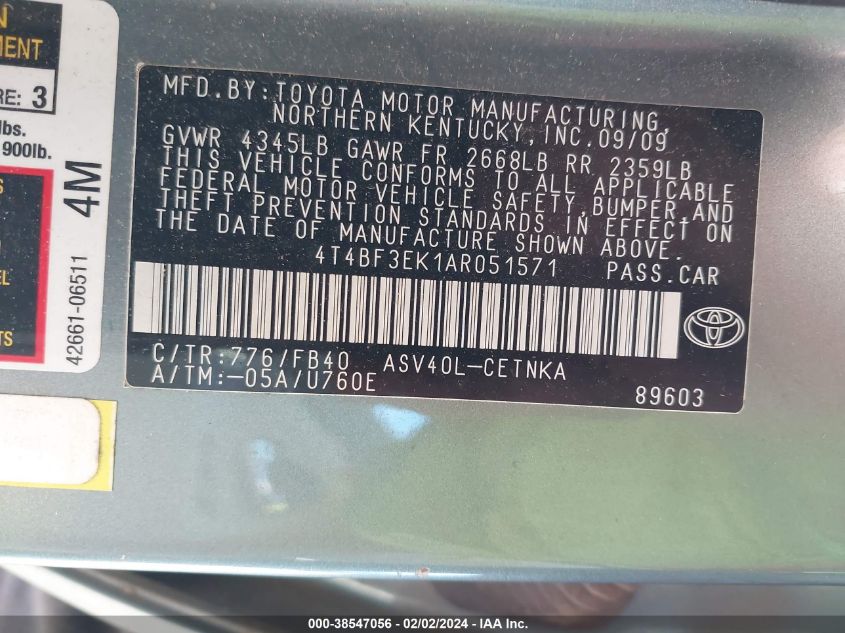 N
MENT
RE: 3
lbs.
900lb.
S
EL
TS
4M
42661-06511
MFD.BY:TOYOTA MOTOR MANUFACTURING,
NORTHERN KENTUCKY,INC.09/09
GVWR 4345LB GAWR FR 2668LB RR 2359LB
THIS VEHICLE CONFORMS TO ALL APPLICABLE
FEDERAL MOTOR VEHICLE SAFETY,BUMPER,AND
THEFT PREVENTION STANDARDS IN EFFECT ON
THE DATE OF MANUFACTURE SHOWN ABOVE.
4T4BF3EK1AR051571 PASS.CAR
C/TR:776/FB40 ASV40L-CETNKA
A/TM:-05A/U760E
89603
000-38547056 - 02/02/2024 - IAA Inc.